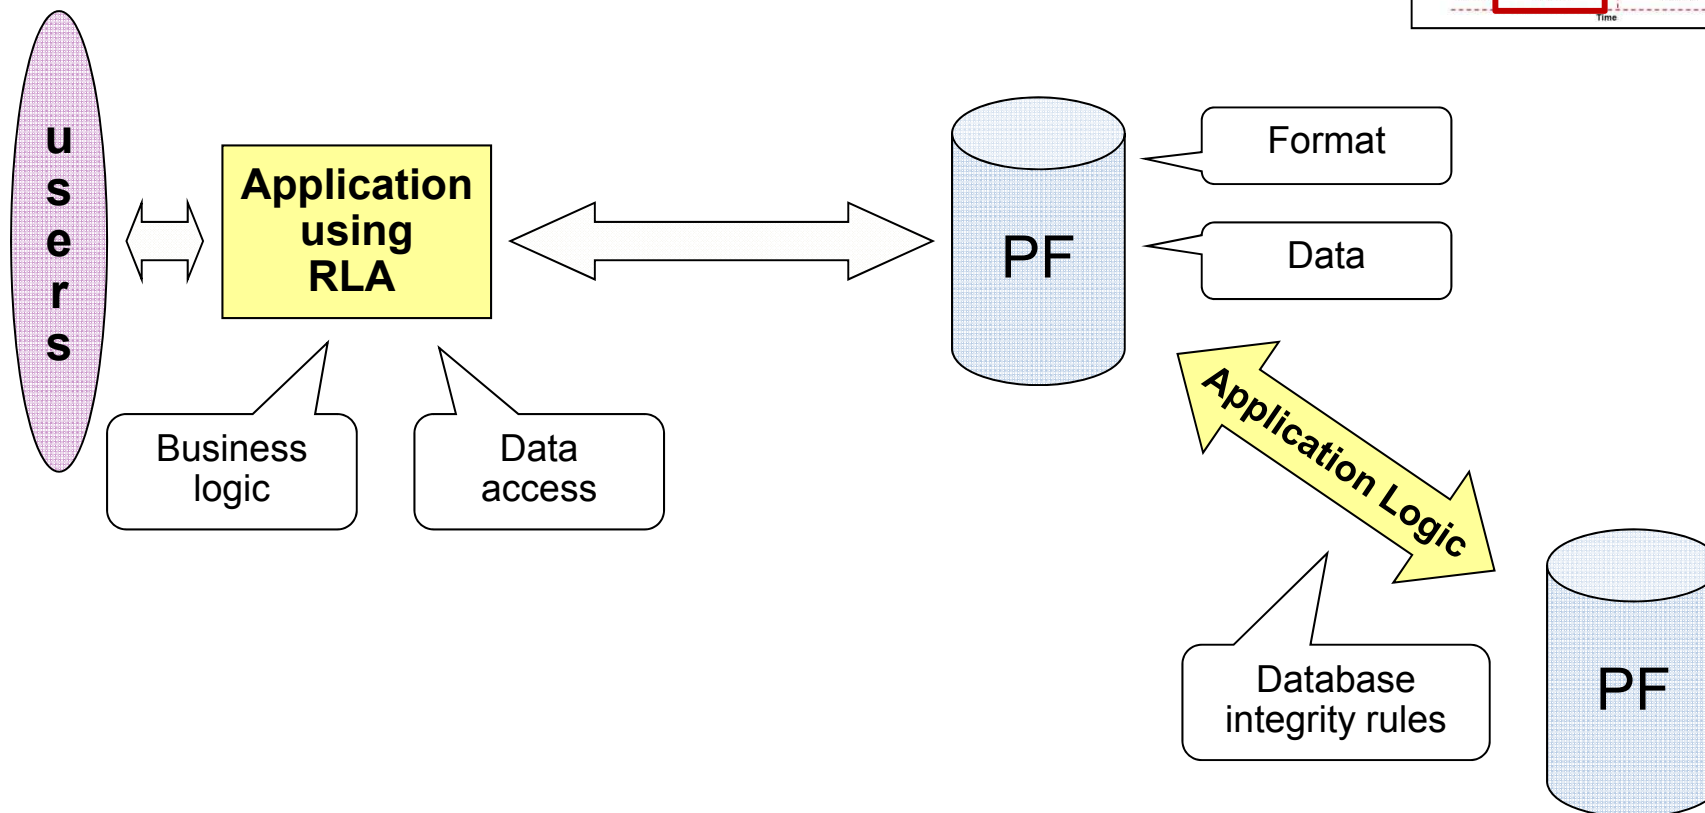 Time
users
Application
using
RLA
PF
Format
Data
Business
logic
Data
access
Application Logic
Database
integrity rules
PF